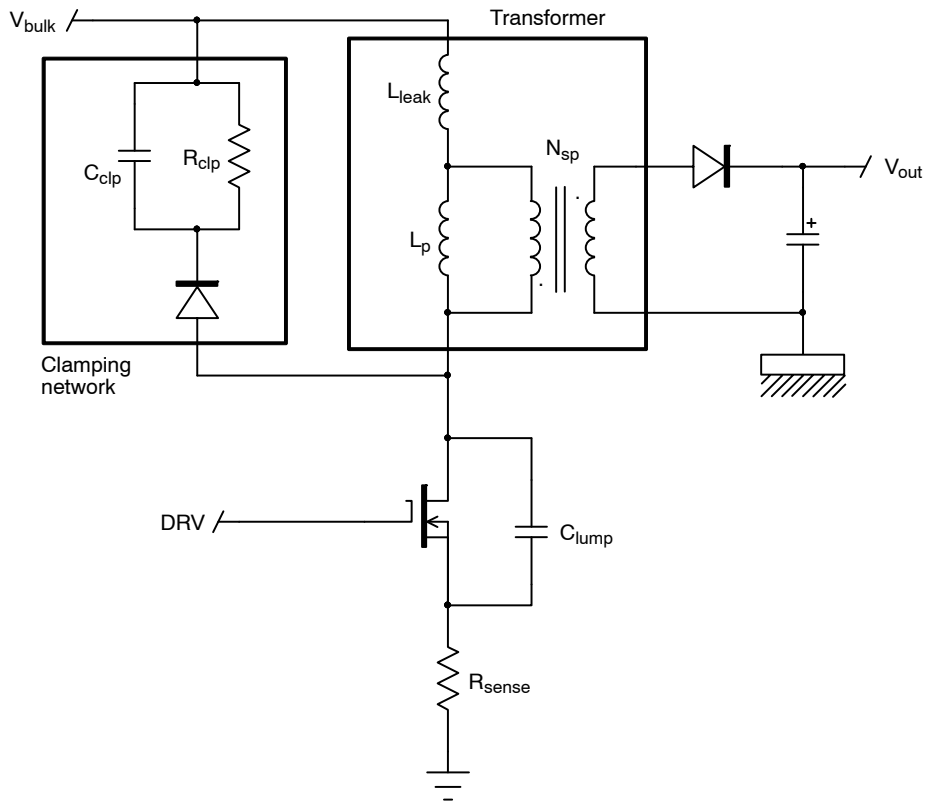 Transformer
Vbulk
Lleak
Nsp
Cclp
Rclp
Vout
+
Lp
Clamping
network
DRV
Clump
Rsense